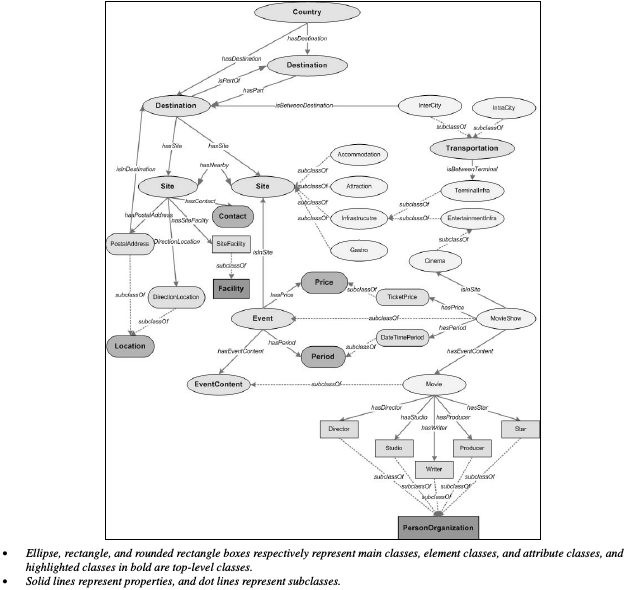 Country
hasDestination
hasDestination
Destination
isPartOf
hasPart
Destination
isBetweenDestination
InterCity
IntraCity
subclassOf
subclassOf
Transportation
hasSite
hasSite
isBetweenTerminal
Accommodation
hasNearby
isInDestination
subclassOf
Site
Site
Attraction
TerminalInfra
subclassOf
subclassOf
hasContact
subclassOf
hasPostalAddress
Contact
Infrastrucutre
subclassOf
EntertainmentInfra
hasSiteFacility
subclassOf
PostalAddress
DirectionLocation
SiteFacility
Gastro
subclassOf
isInSite
Cinema
subclassOf
Price
Facility
subclassOf
DirectionLocation
hasPrice
subclassOf
TicketPrice
isInSite
hasPrice
subclassOf
Event
subclassOf
MovieShow
hasPeriod
Location
hasPeriod
DateTimePeriod
hasEventContent
Period
subclassOf
hasEventContent
EventContent
subclassOf
Movie
hasDirector
hasStar
hasStudio
hasProducer
hasWriter
Director
Star
Studio
Producer
Writer
subclassOf
subclassOf
subclassOf
subclassOf
subclassOf
PersonOrganization
• Ellipse, rectangle, and rounded rectangle boxes respectively represent main classes, element classes, and attribute classes, and
highlighted classes in bold are top-level classes.
• Solid lines represent properties, and dot lines represent subclasses.